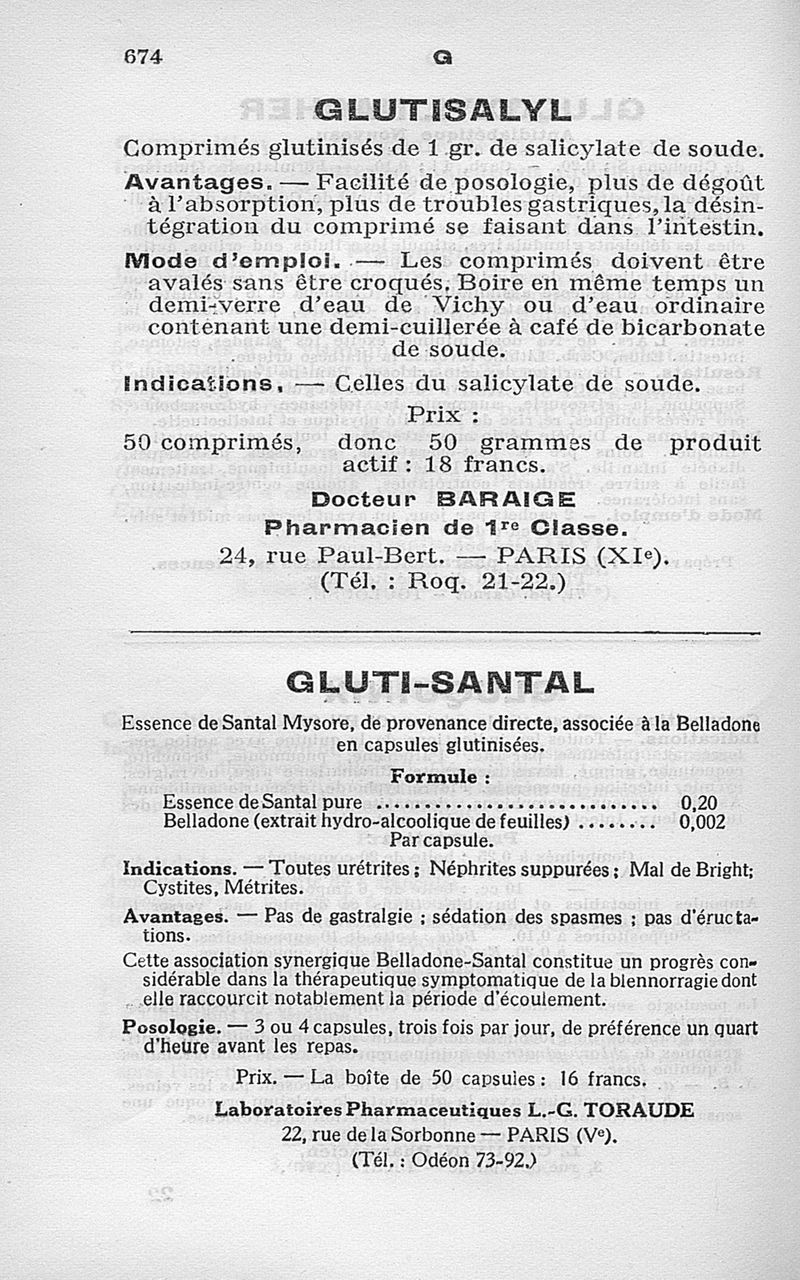 674 G
GLUTISALYL
Comprimés glutinisés de 1 gr. de salicylate de soude.
Avantages. — Facilité de posologie, plus de dégoût
à l'absorption, plus de troubles gastriques, la désin-
tégration du comprimé se faisant dans l'intestin.
Mode d'emploi. — Les comprimés doivent être
avalés sans être croqués. Boire en même temps un
demi-verre d'eau de Vichy ou d'eau ordinaire
contenant une demi-cuillerée à café de bicarbonate
de soude.
Indications. — Celles du salicylate de soude.
Prix :
50 comprimés, donc 50 grammes de produit
actif : 18 francs.
Docteur BARAIGE
Pharmacien de 1re Classe.
24, rue Paul-Bert. — PARIS (XIe).
(Tél. : Roq. 21-22.)
GLUTI-SANTAL
Essence de Santal Mysore, de provenance directe, associée à la Belladone
en capsules glutinisées.
Formule :
Essence de Santal pure ............................. 0,20
Belladone (extrait hydro-alcoolique de feuilles) ........ 0,002
Par capsule.
Indications. — Toutes urétrites ; Néphrites suppurées ; Mal de Bright;
Cystites, Métrites.
Avantages. — Pas de gastralgie ; sédation des spasmes ; pas d'éructa-
tions.
Cette association synergique Belladone-Santal constitue un progrès con-
sidérable dans la thérapeutique symptomatique de la blennorragie dont
elle raccourcit notablement la période d'écoulement.
Posologie. — 3 ou 4 capsules, trois fois par jour, de préférence un quart
d'heure avant les repas.
Prix. — La boîte de 50 capsules : 16 francs.
Laboratoires Pharmaceutiques L.-G. TORAUDE
22, rue de la Sorbonne — PARIS (Ve).
(Tél. : Odéon 73-92.)